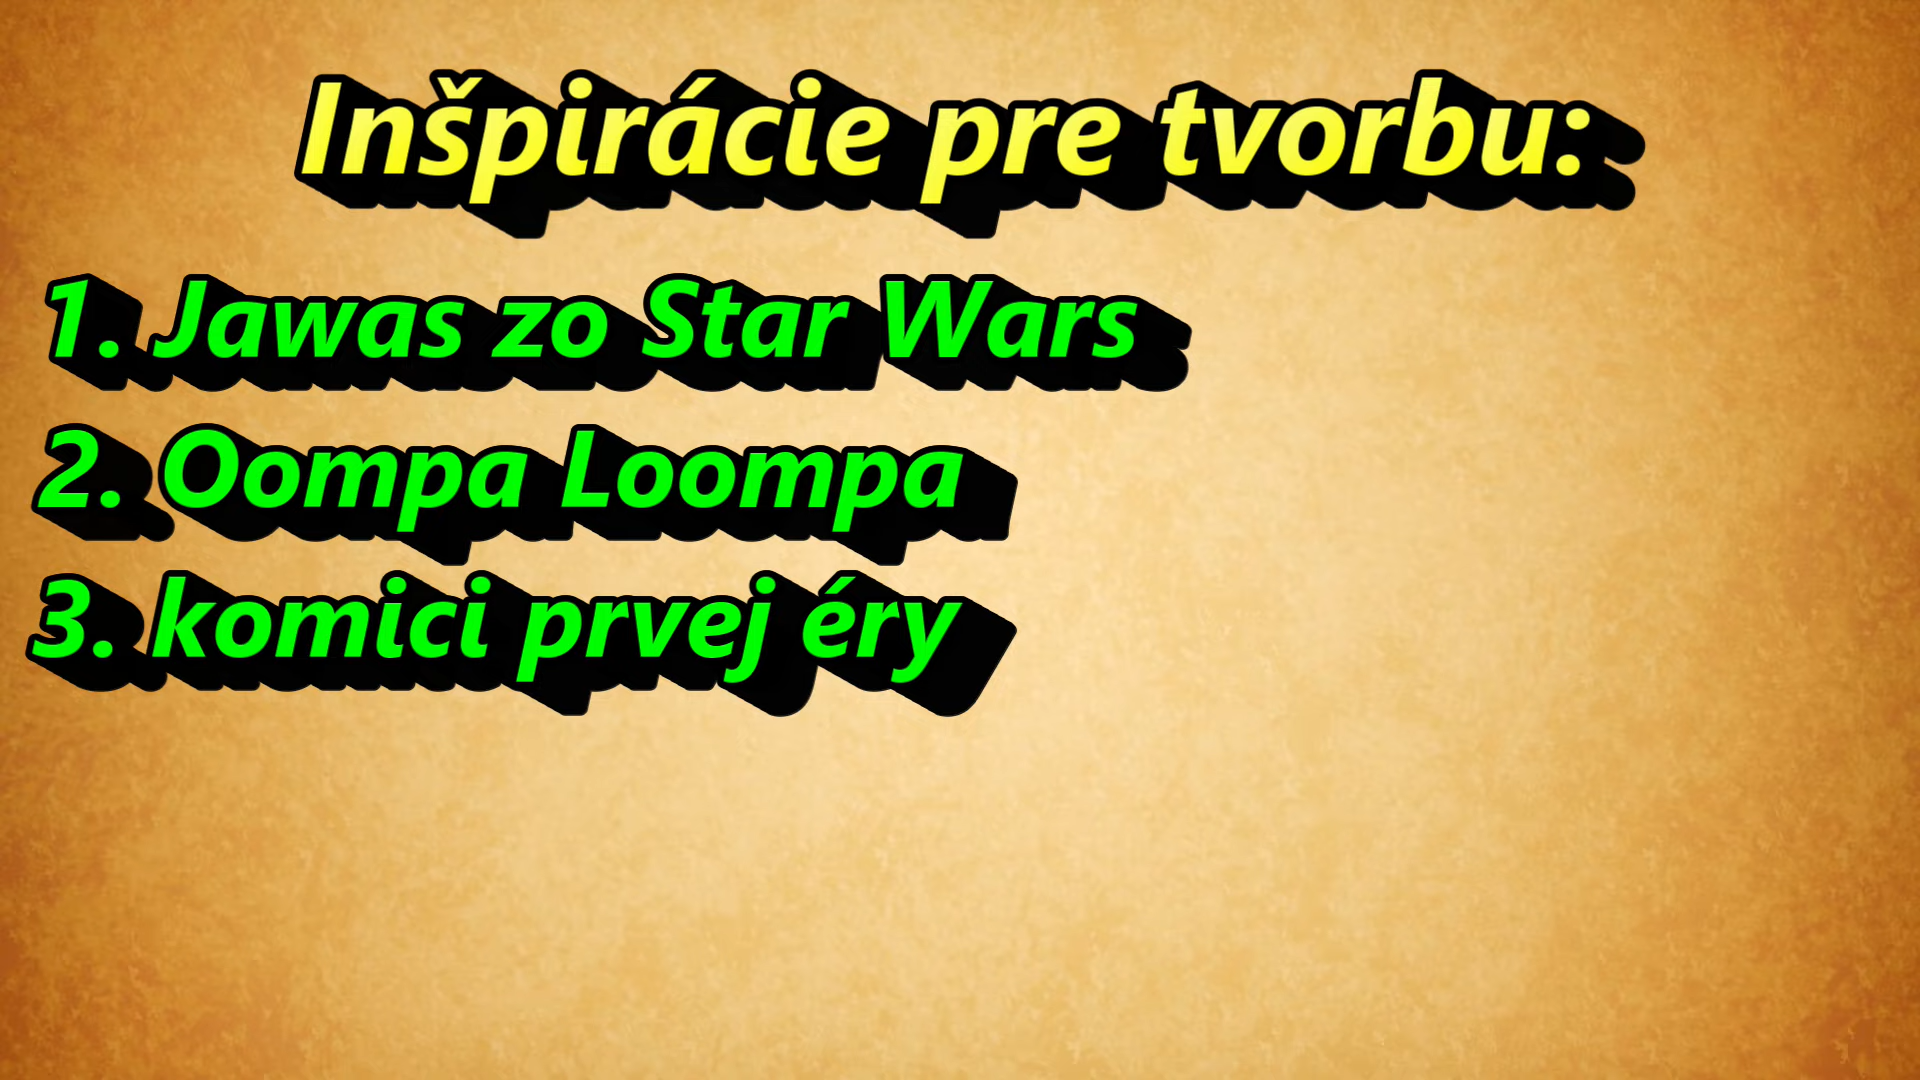 Inšpirácie pre tvorbu:
1. Jawas zo Star Wars
2. Oompa Loompa
3. komici prvej éry